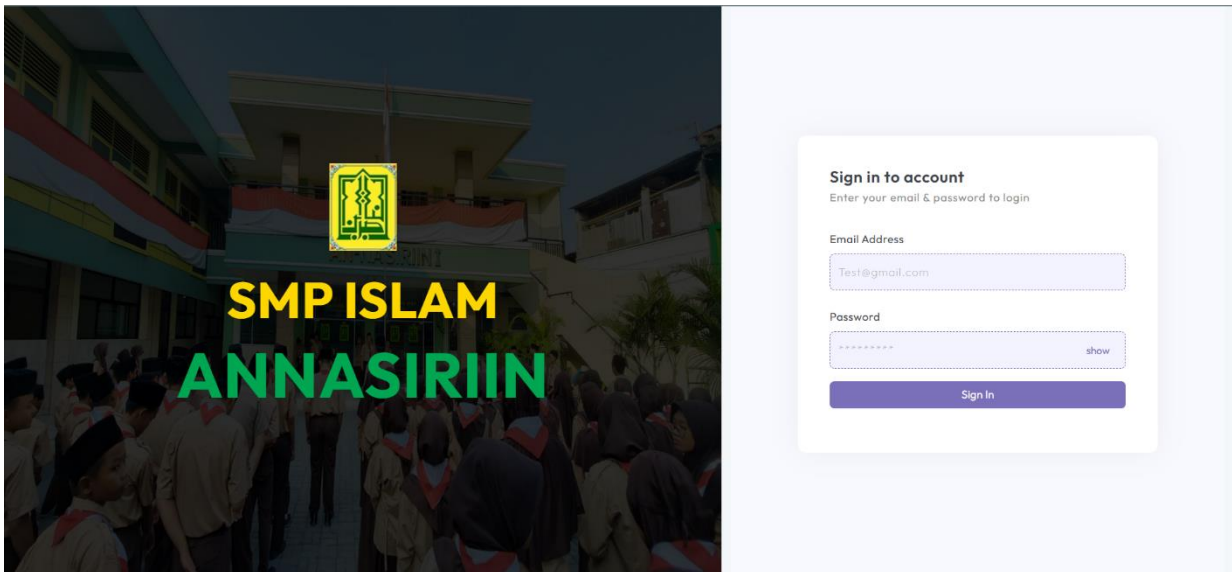 SMP ISLAM
ANNASIRIIN
Sign in to account
Enter your email & password to login
Email Address
Test@gmail.com
Password
*********
show
Sign In